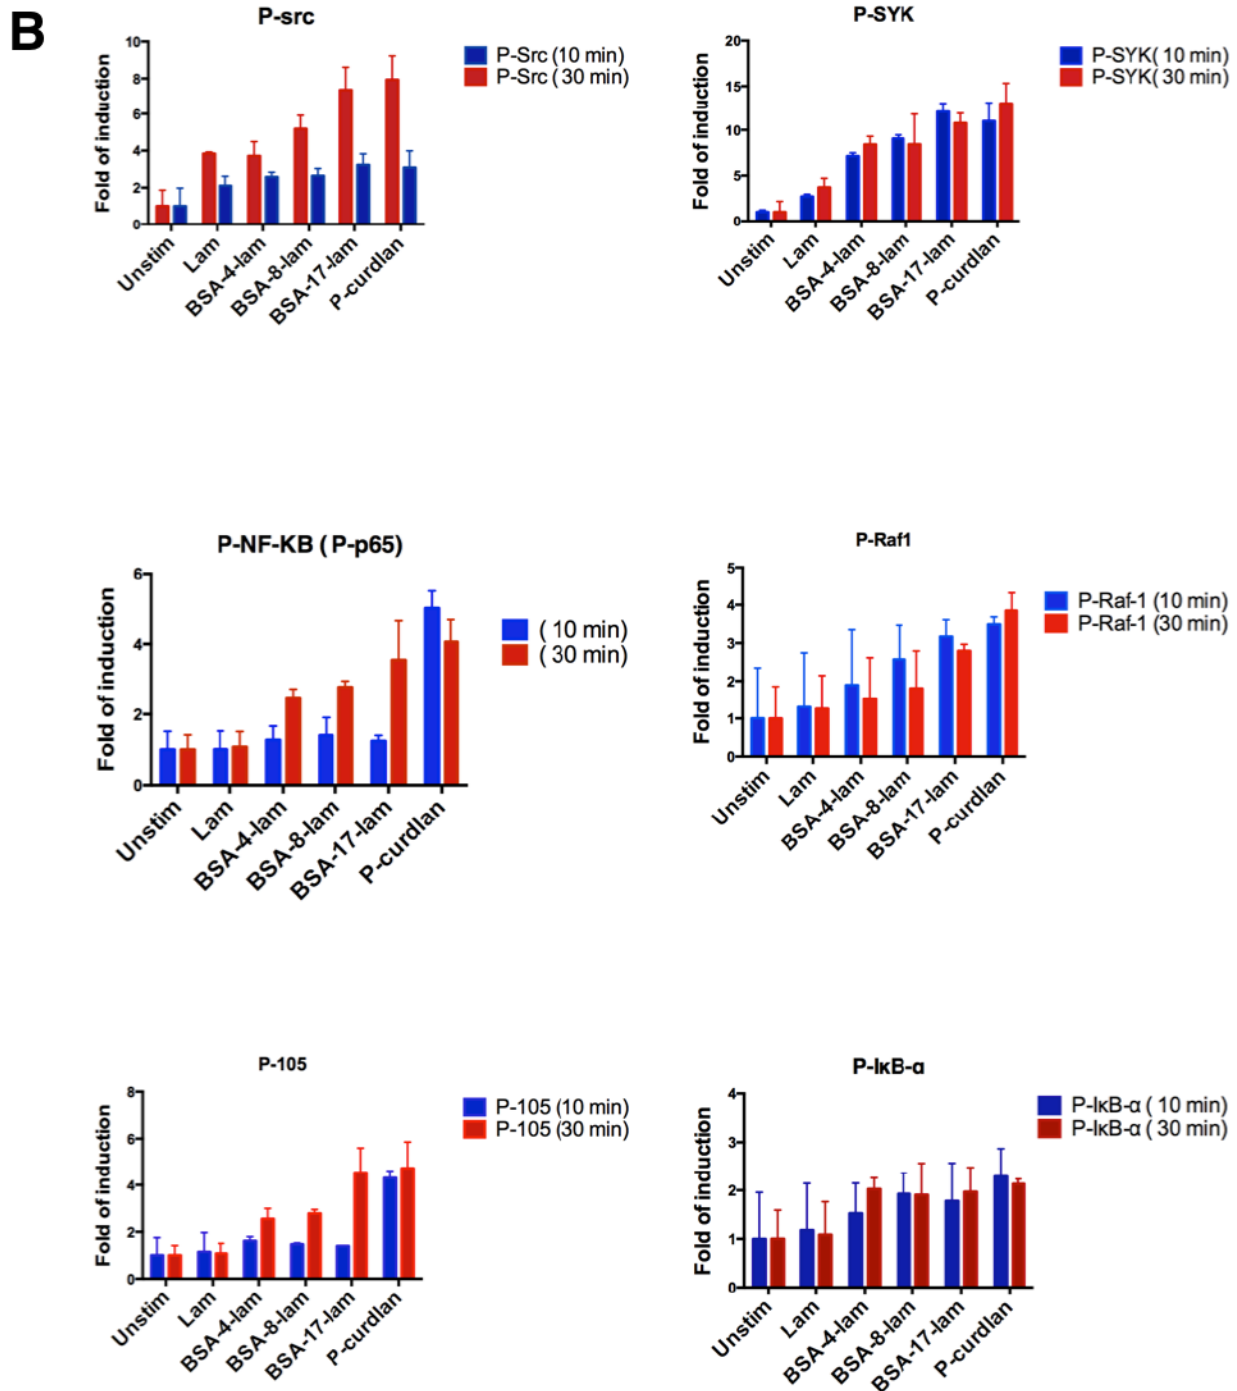 B
P-src
Fold of induction
10
8
6
4
2
0
Unstim
Lam
BSA-4-lam
BSA-8-lam
BSA-17-lam
P-curdlan
P-Src (10 min)
P-Src (30 min)
P-SYK
Fold of induction
20
15
10
5
0
Unstim
Lam
BSA-4-lam
BSA-8-lam
BSA-17-lam
P-curdlan
P-SYK( 10 min)
P-SYK( 30 min)
P-NF-KB ( P-p65)
Fold of induction
6
4
2
0
Unstim
Lam
BSA-4-lam
BSA-8-lam
BSA-17-lam
P-curdlan
( 10 min)
( 30 min)
P-Raf1
Fold of induction
5
4
3
2
1
0
Unstim
Lam
BSA-4-lam
BSA-8-lam
BSA-17-lam
P-curdlan
P-Raf-1 (10 min)
P-Raf-1 (30 min)
P-105
Fold of induction
8
6
4
2
0
Unstim
Lam
BSA-4-lam
BSA-8-lam
BSA-17-lam
P-curdlan
P-105 (10 min)
P-105 (30 min)
P-IκB-α
Fold of induction
4
3
2
1
0
Unstim
Lam
BSA-4-lam
BSA-8-lam
BSA-17-lam
P-curdlan
P-IκB-α ( 10 min)
P-IκB-α ( 30 min)